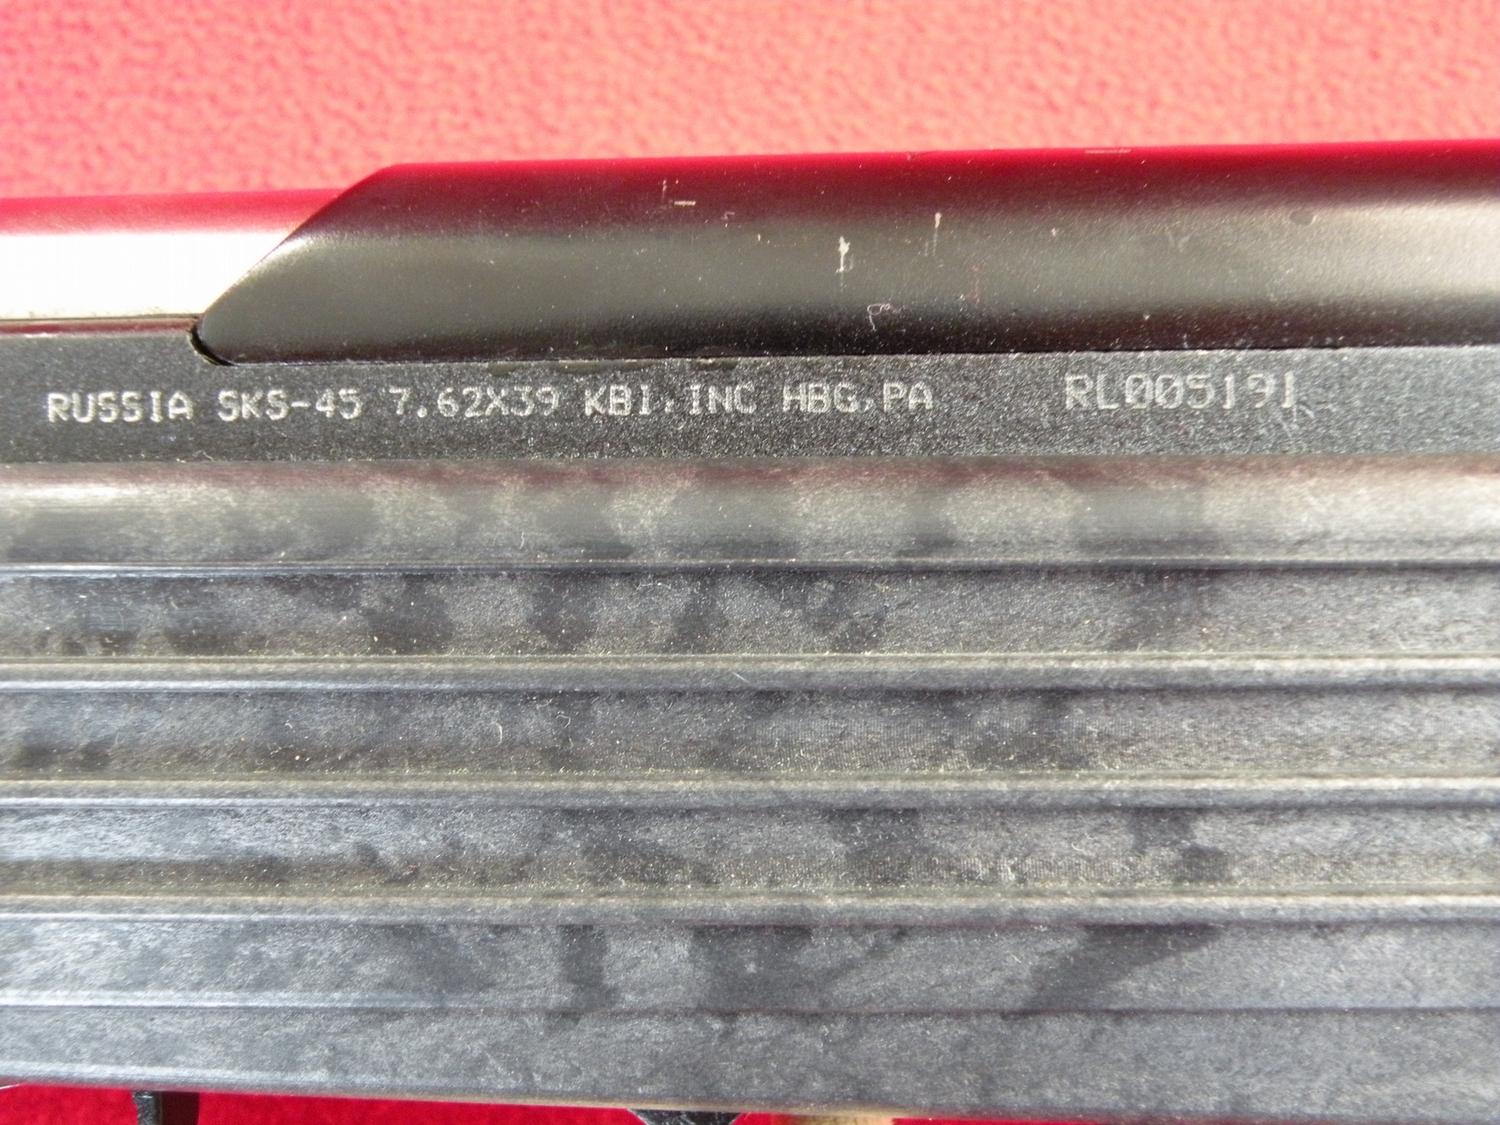 RUSSIA SKS-45 7.62X39 KBI,INC HBG,PA RL005191